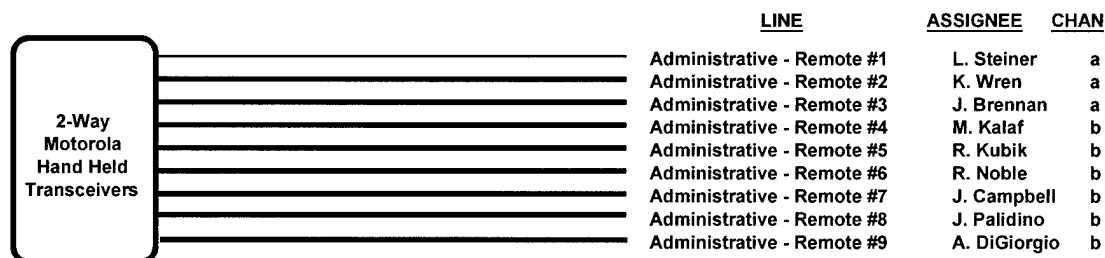 LINE ASSIGNEE CHAN
Administrative - Remote #1 L. Steiner a
Administrative - Remote #2 K. Wren a
Administrative - Remote #3 J. Brennan a
Administrative - Remote #4 M. Kalaf b
Administrative - Remote #5 R. Kubik b
Administrative - Remote #6 R. Noble b
Administrative - Remote #7 J. Campbell b
Administrative - Remote #8 J. Palidino b
Administrative - Remote #9 A. DiGiorgio b
2-Way
Motorola
Hand Held
Transceivers